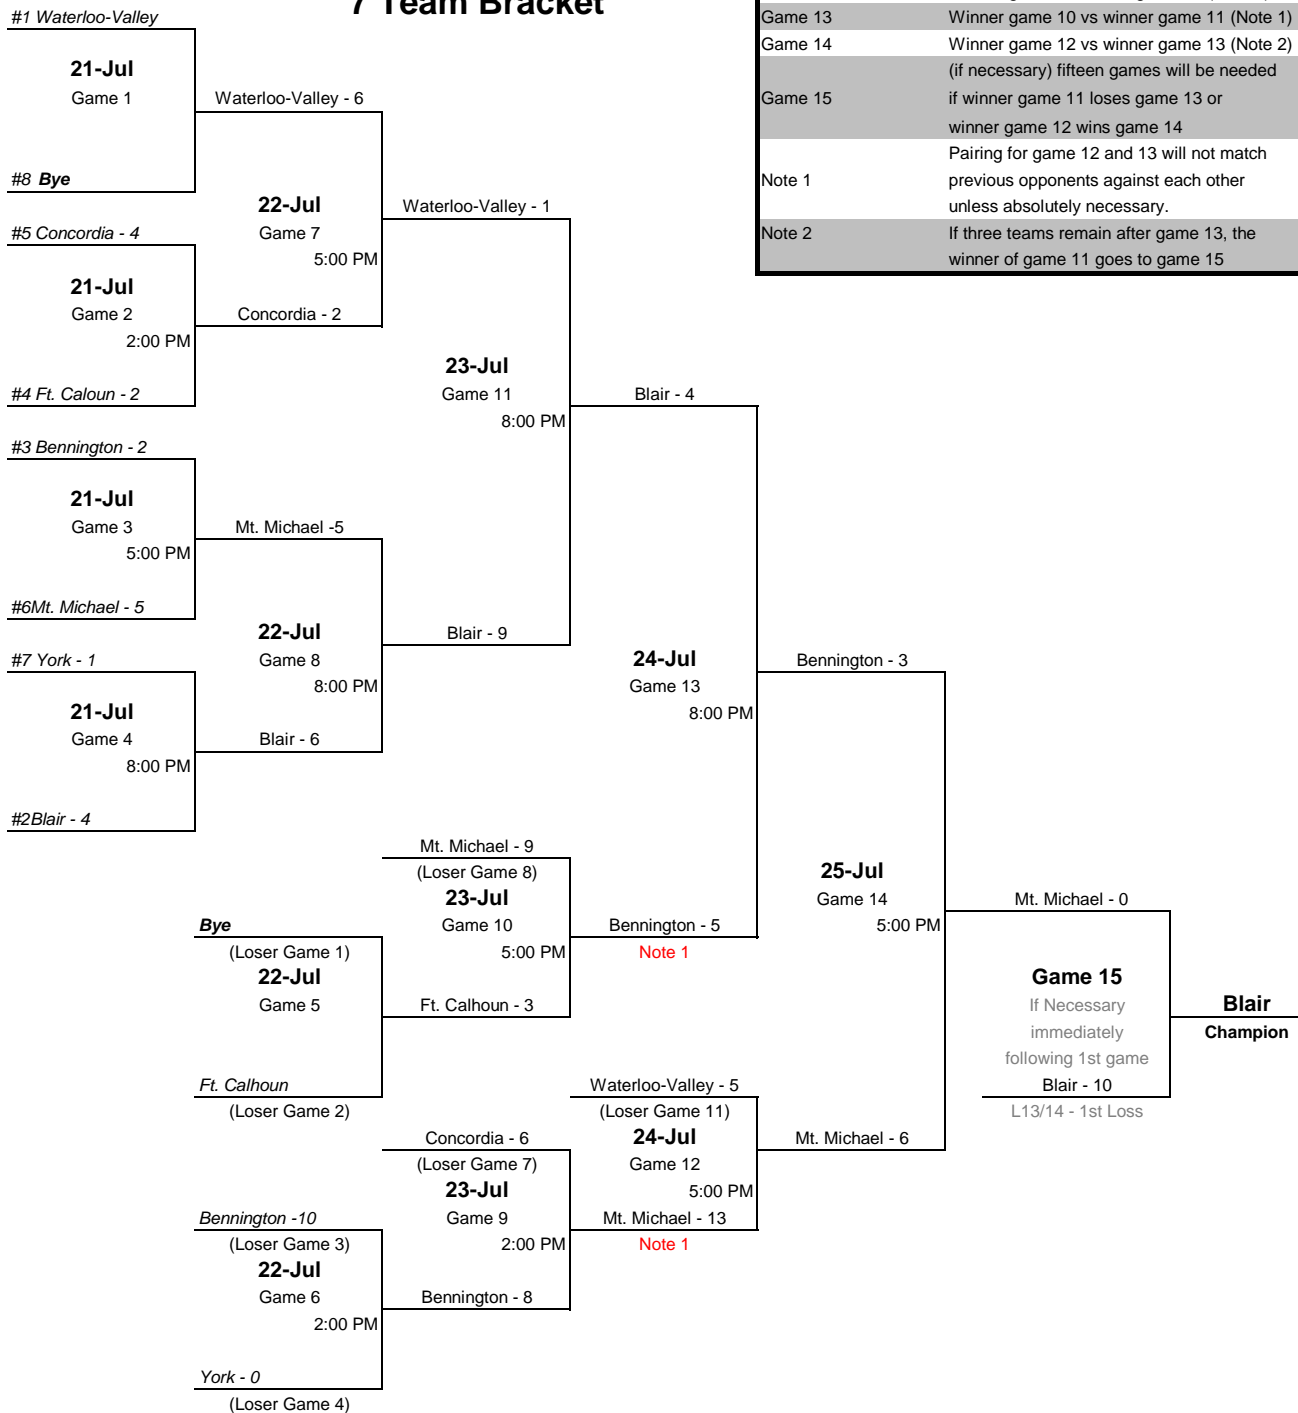 7 Team Bracket
#1 Waterloo-Valley
21-Jul
Game 1
#8 Bye
Waterloo-Valley - 6
22-Jul
Game 7
5:00 PM
#5 Concordia - 4
21-Jul
Game 2
2:00 PM
#4 Ft. Caloun - 2
Concordia - 2
Waterloo-Valley - 1
23-Jul
Game 11
8:00 PM
#3 Bennington - 2
21-Jul
Game 3
5:00 PM
#6Mt. Michael - 5
Mt. Michael -5
22-Jul
Game 8
8:00 PM
#7 York - 1
21-Jul
Game 4
8:00 PM
#2Blair - 4
Blair - 6
Blair - 9
Blair - 4
24-Jul
Game 13
8:00 PM
Bennington - 3
Mt. Michael - 9
(Loser Game 8)
23-Jul
Game 10
5:00 PM
Bye
(Loser Game 1)
22-Jul
Game 5
Ft. Calhoun
(Loser Game 2)
Ft. Calhoun - 3
Bennington - 5
Note 1
25-Jul
Game 14
5:00 PM
Waterloo-Valley - 5
(Loser Game 11)
24-Jul
Game 12
5:00 PM
Concordia - 6
(Loser Game 7)
23-Jul
Game 9
2:00 PM
Mt. Michael - 13
Note 1
Bennington -10
(Loser Game 3)
22-Jul
Game 6
2:00 PM
York - 0
(Loser Game 4)
Bennington - 8
Mt. Michael - 6
Mt. Michael - 0
Game 15
If Necessary
immediately
following 1st game
Blair - 10
L13/14 - 1st Loss
Blair
Champion
Game 13 Winner game 10 vs winner game 11 (Note 1)
Game 14 Winner game 12 vs winner game 13 (Note 2)
(if necessary) fifteen games will be needed
Game 15 if winner game 11 loses game 13 or
winner game 12 wins game 14
Pairing for game 12 and 13 will not match
Note 1 previous opponents against each other
unless absolutely necessary.
Note 2 If three teams remain after game 13, the
winner of game 11 goes to game 15